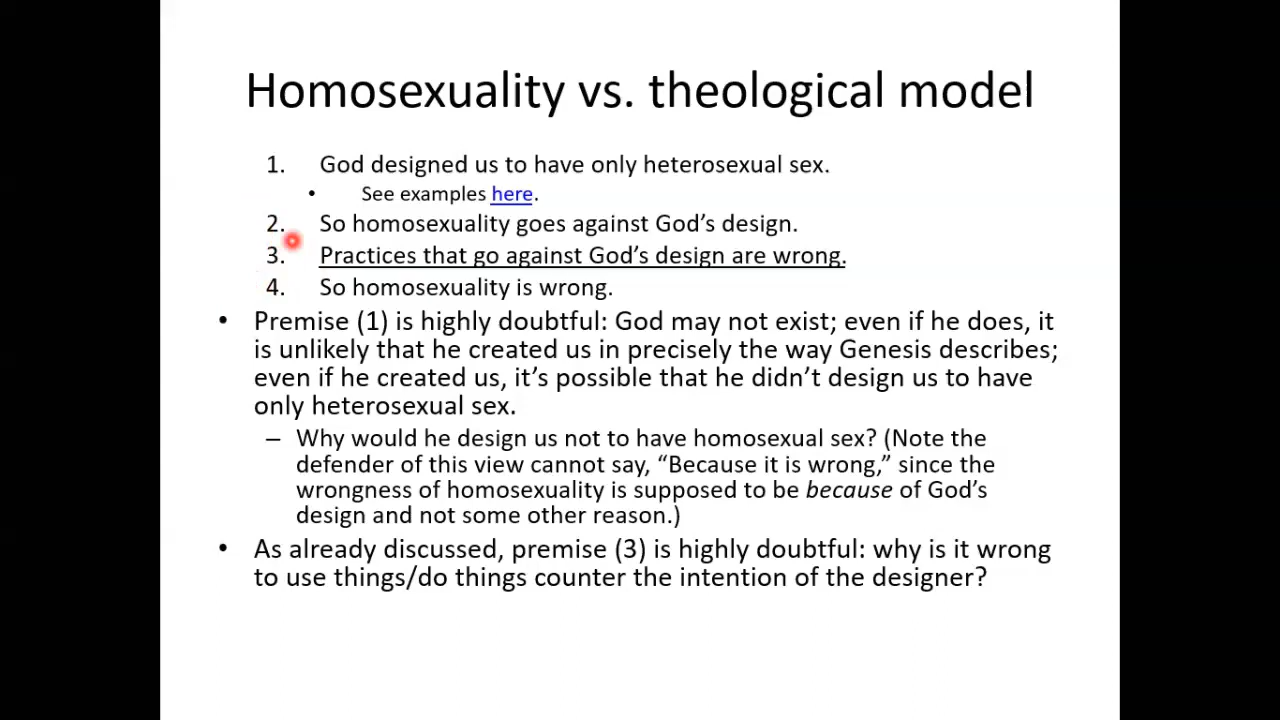 Homosexuality vs. theological model
1. God designed us to have only heterosexual sex.
• See examples here.
2. So homosexuality goes against God’s design.
3. Practices that go against God’s design are wrong.
4. So homosexuality is wrong.
• Premise (1) is highly doubtful: God may not exist; even if he does, it
is unlikely that he created us in precisely the way Genesis describes;
even if he created us, it’s possible that he didn’t design us to have
only heterosexual sex.
– Why would he design us not to have homosexual sex? (Note the
defender of this view cannot say, “Because it is wrong,” since the
wrongness of homosexuality is supposed to be because of God’s
design and not some other reason.)
• As already discussed, premise (3) is highly doubtful: why is it wrong
to use things/do things counter the intention of the designer?